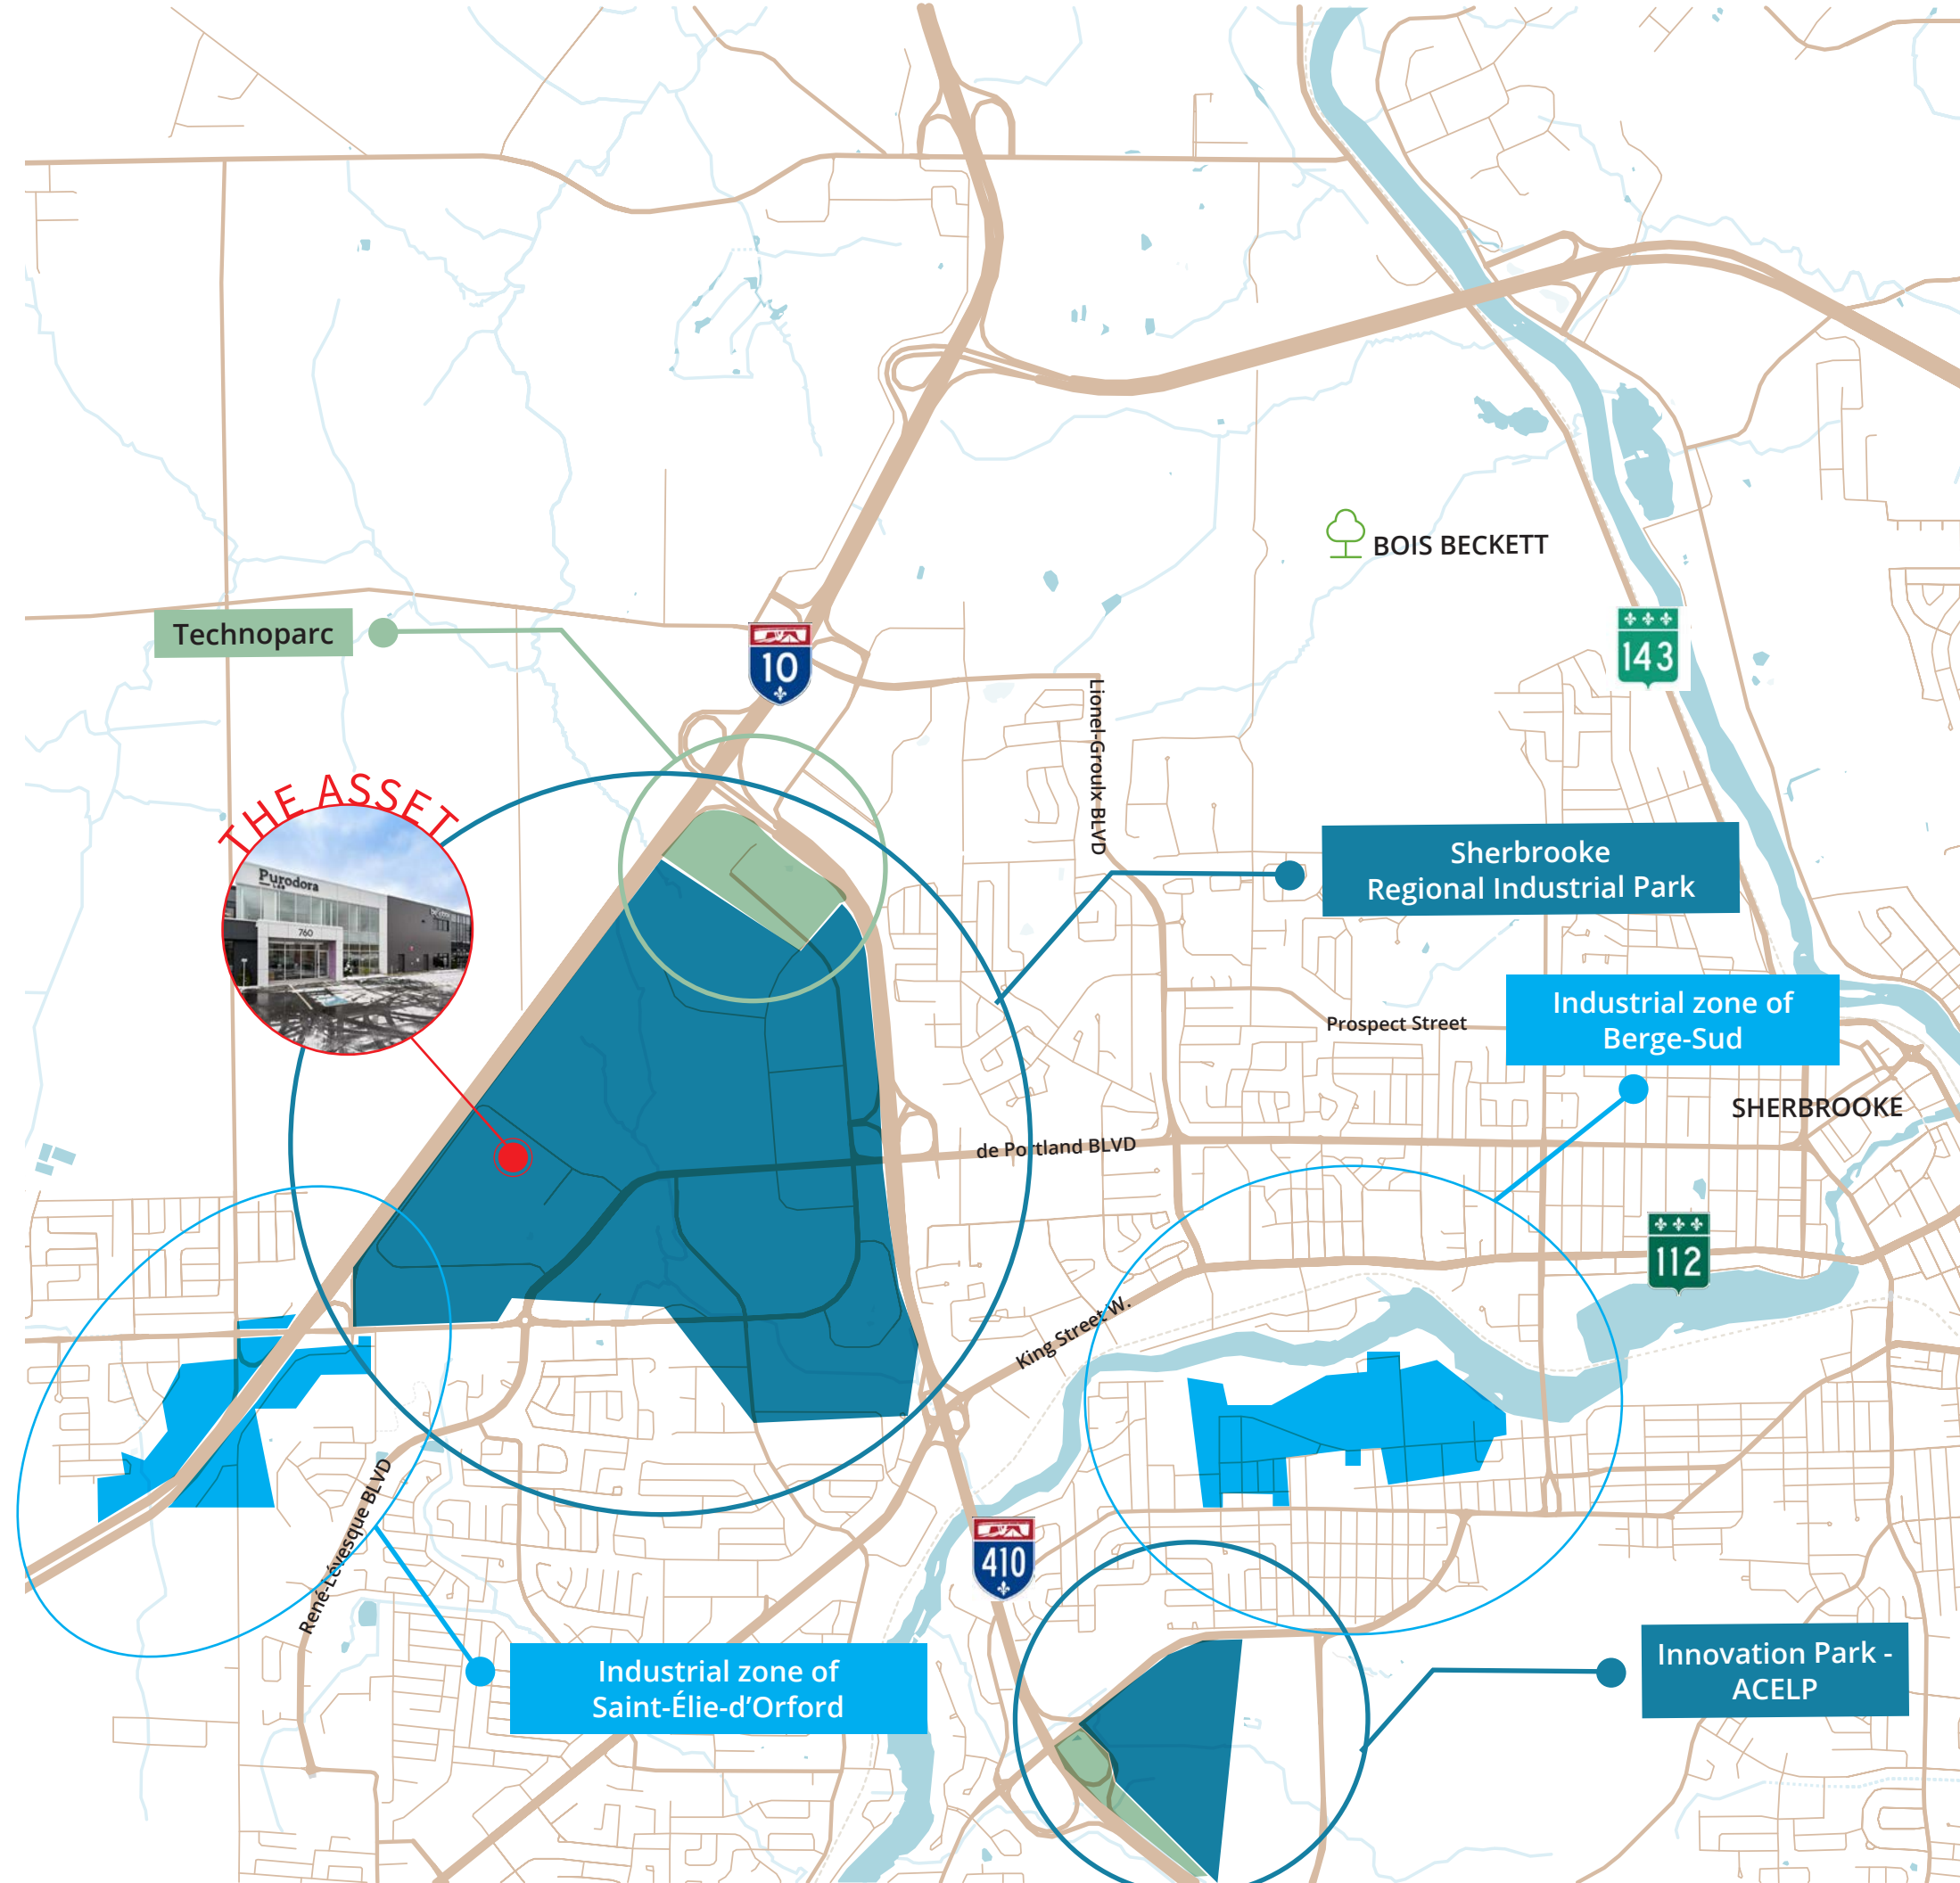 BOIS BECKETT
Technoparc
10
143
Lionel-Groulx BLVD
THE ASSET
Purodora
LAB
760
Sherbrooke
Regional Industrial Park
Industrial zone of
Berge-Sud
Prospect Street
SHERBROOKE
de Portland BLVD
112
King Street W.
René-Lévesque BLVD
410
Industrial zone of
Saint-Élie-d’Orford
Innovation Park -
ACELP